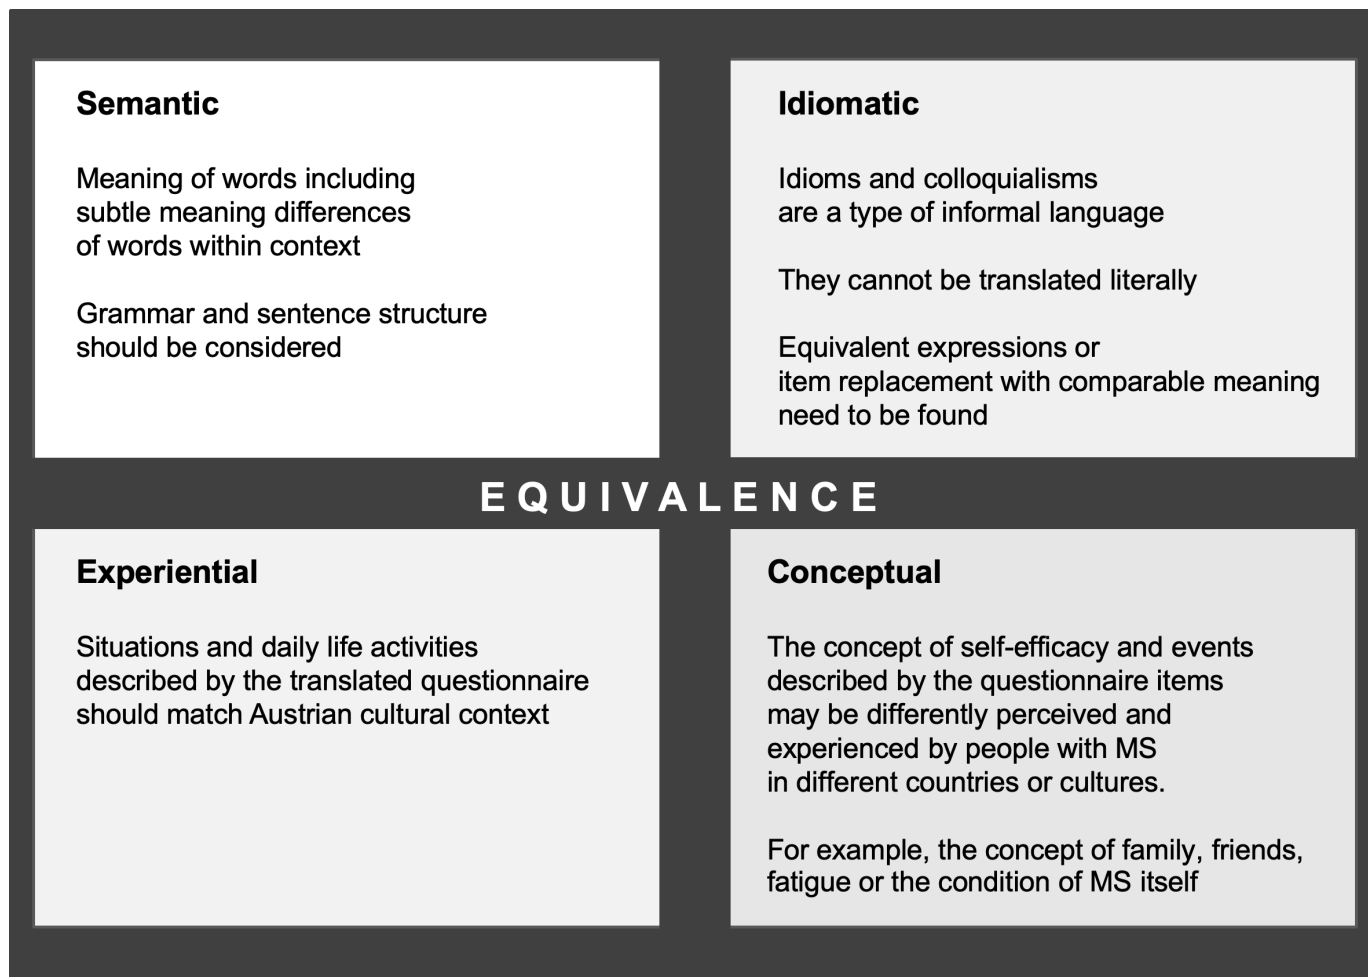 Semantic
Meaning of words including
subtle meaning differences
of words within context
Grammar and sentence structure
should be considered
Idiomatic
Idioms and colloquialisms
are a type of informal language
They cannot be translated literally
Equivalent expressions or
item replacement with comparable meaning
need to be found
EQUIVALENCE
Experiential
Situations and daily life activities
described by the translated questionnaire
should match Austrian cultural context
Conceptual
The concept of self-efficacy and events
described by the questionnaire items
may be differently perceived and
experienced by people with MS
in different countries or cultures.
For example, the concept of family, friends,
fatigue or the condition of MS itself